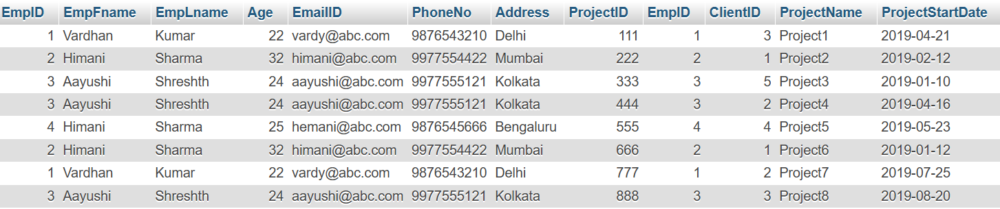 EmpID EmpFname EmpLname Age EmailID PhoneNo Address ProjectID EmpID ClientID ProjectName ProjectStartDate
1 Vardhan Kumar 22 vardy@abc.com 9876543210 Delhi 111 1 3 Project1 2019-04-21
2 Himani Sharma 32 himani@abc.com 9977554422 Mumbai 222 2 1 Project2 2019-02-12
3 Aayushi Shreshth 24 aayushi@abc.com 9977555121 Kolkata 333 3 5 Project3 2019-01-10
3 Aayushi Shreshth 24 aayushi@abc.com 9977555121 Kolkata 444 3 2 Project4 2019-04-16
4 Himani Sharma 25 hemani@abc.com 9876545666 Bengaluru 555 4 4 Project5 2019-05-23
2 Himani Sharma 32 himani@abc.com 9977554422 Mumbai 666 2 1 Project6 2019-01-12
1 Vardhan Kumar 22 vardy@abc.com 9876543210 Delhi 777 1 2 Project7 2019-07-25
3 Aayushi Shreshth 24 aayushi@abc.com 9977555121 Kolkata 888 3 3 Project8 2019-08-20